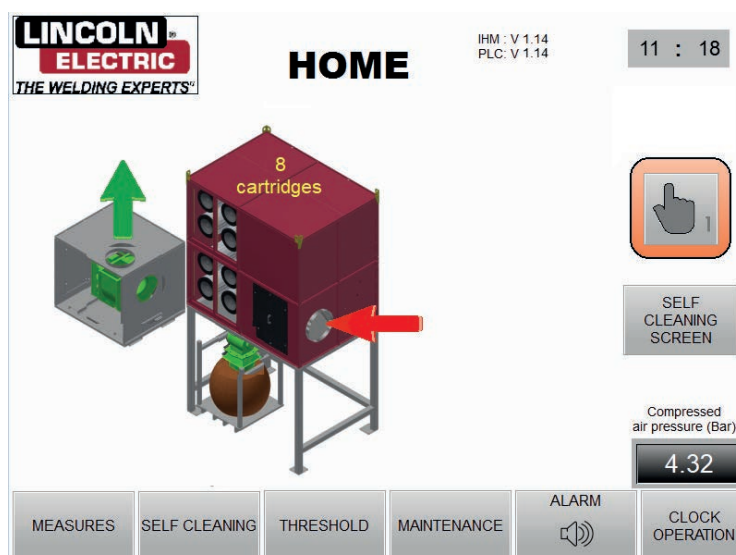 LINCOLN ®
ELECTRIC
THE WELDING EXPERTS®
HOME
IHM : V 1.14
PLC: V 1.14
11 : 18
8
cartridges
1
SELF
CLEANING
SCREEN
Compressed
air pressure (Bar)
4.32
MEASURES
SELF CLEANING
THRESHOLD
MAINTENANCE
ALARM
CLOCK
OPERATION